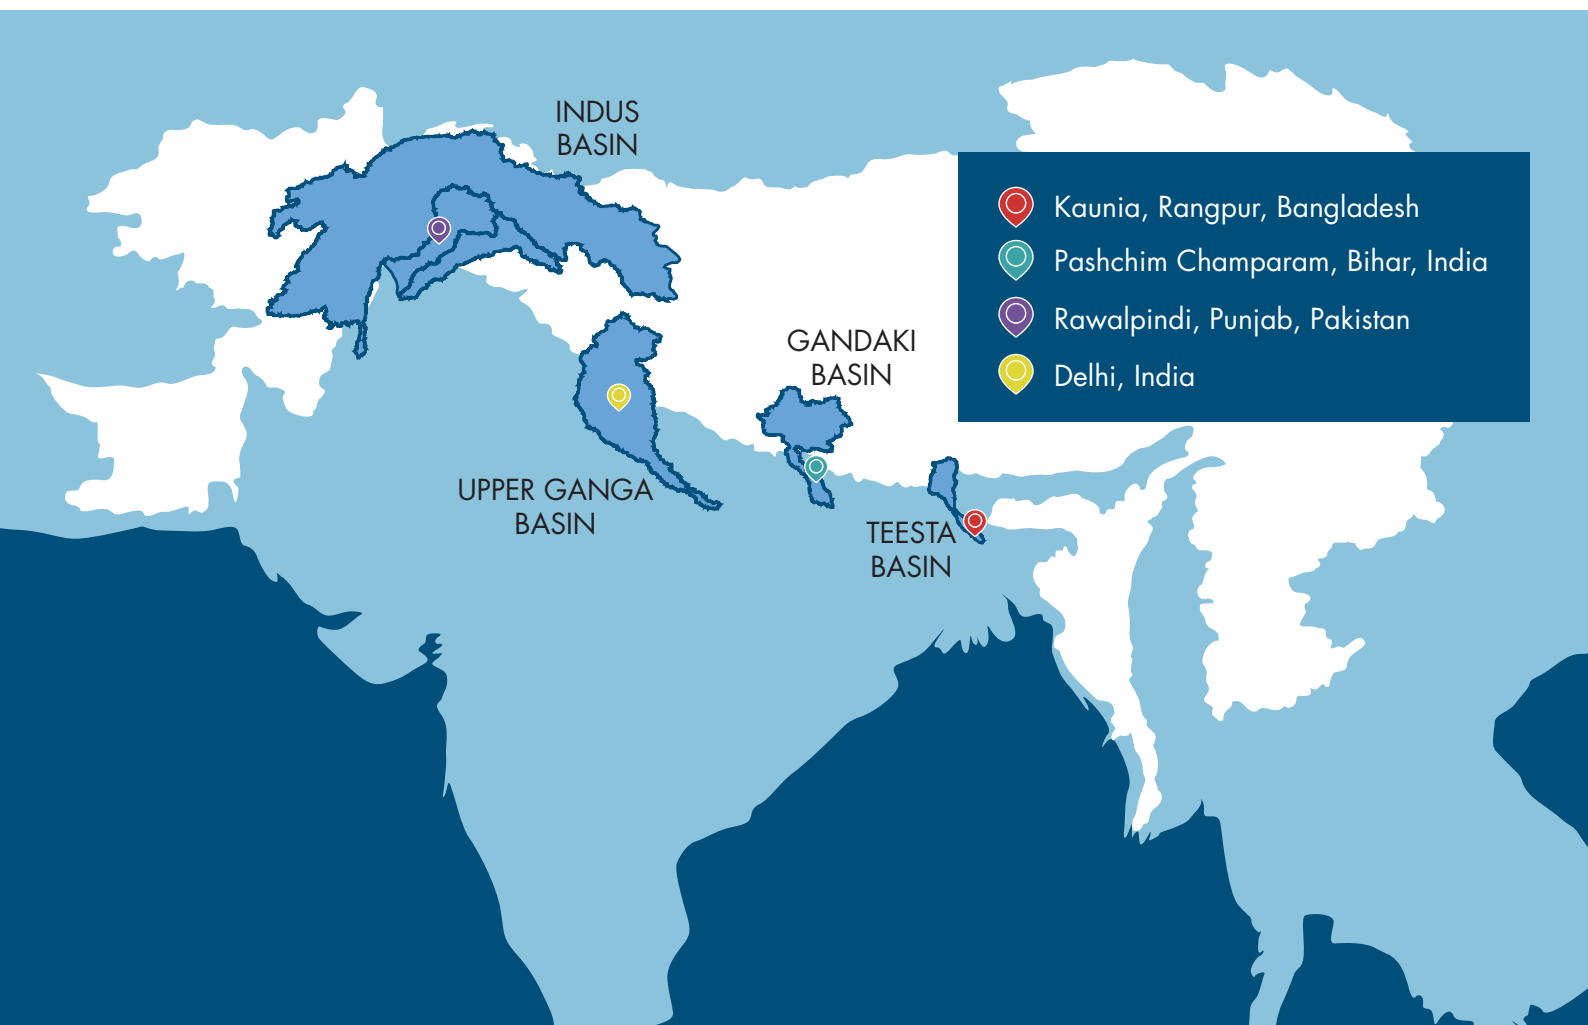 INDUS
BASIN
Kaunia, Rangpur, Bangladesh
Pashchim Champaram, Bihar, India
Rawalpindi, Punjab, Pakistan
Delhi, India
GANDAKI
BASIN
UPPER GANGA
BASIN
TEESTA
BASIN